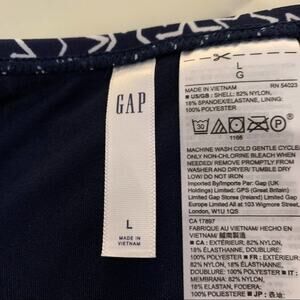 GAP
L
MADE IN
VIETNAM
L
G
MADE IN VIETNAM RN 54023
■ US/GB : SHELL: 82% NYLON,
18% SPANDEX/ELASTANE, LINING:
100% POLYESTER
30
1166
MACHINE WASH COLD GENTLE CYCLE,
ONLY NON-CHLORINE BLEACH WHEN
NEEDED REMOVE PROMPTLY FROM
WASHER AND DRYER/ TUMBLE DRY
LOW/ DO NOT IRON
Imported By/Importe Par: Gap (UK
Holdings) Limited: GPS (Great Britain)
Limited Gap Stores (Ireland) Limited Gap
Europe Limited All at 103 Wigmore Street,
London, W1U 1QS
CA 17897
FABRIQUE AU VIETNAM HECHO EN
VIETNAM 越南製造
■ CA : EXTÉRIEUR: 82% NYLON,
18% ÉLASTHANNE, DOUBLURE:
100% POLYESTER ■ FR : EXTÉRIEUR:
82% NYLON, 18% ÉLASTHANNE,
DOUBLURE: 100% POLYESTER ■ IT :
MEMBRANA: 82% NYLON,
100% POLIESTERE ■ JP : 表地: